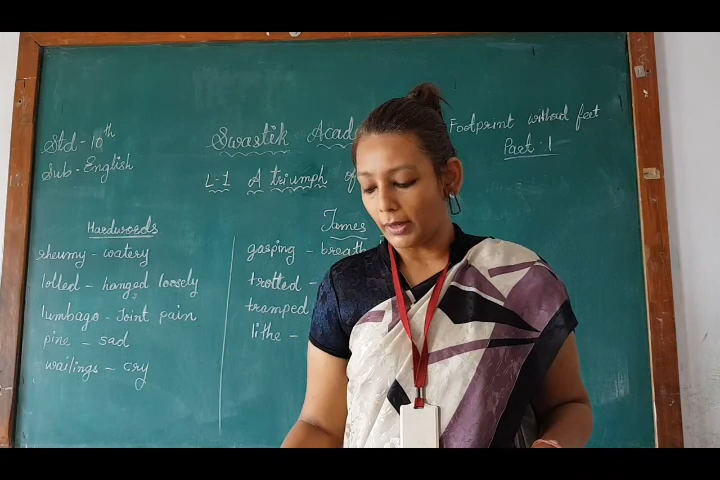 Std - 10th
Sub - English
Swastik Acad
Footprint without feet
Part - 1
L-1 A triumph of
Hardwords
rheumy - watery
lolled - hanged loosely
lumbago - Joint pain
pine - sad
wailings - cry
James
gasping - breath
trotted -
tramped
lithe -